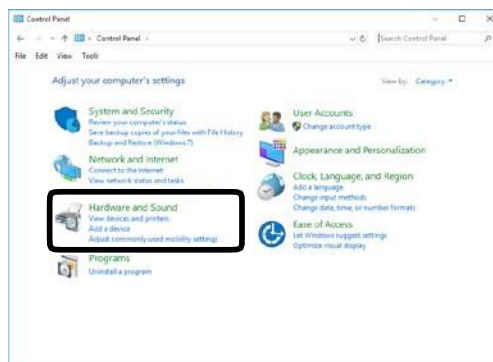 Control Panel
Control Panel
Search Control Panel
File Edit View Tools
Adjust your computer's settings
View by: Category
System and Security
Review your computer's status
Save backup copies of your files with File History
Backup and Restore (Windows 7)
Network and Internet
Connect to the Internet
View network status and tasks
Hardware and Sound
View devices and printers
Add a device
Adjust commonly used mobility settings
Programs
Uninstall a program
User Accounts
Change account type
Appearance and Personalization
Clock, Language, and Region
Add a language
Change input methods
Change date, time, or number formats
Ease of Access
Let Windows suggest settings
Optimize visual display